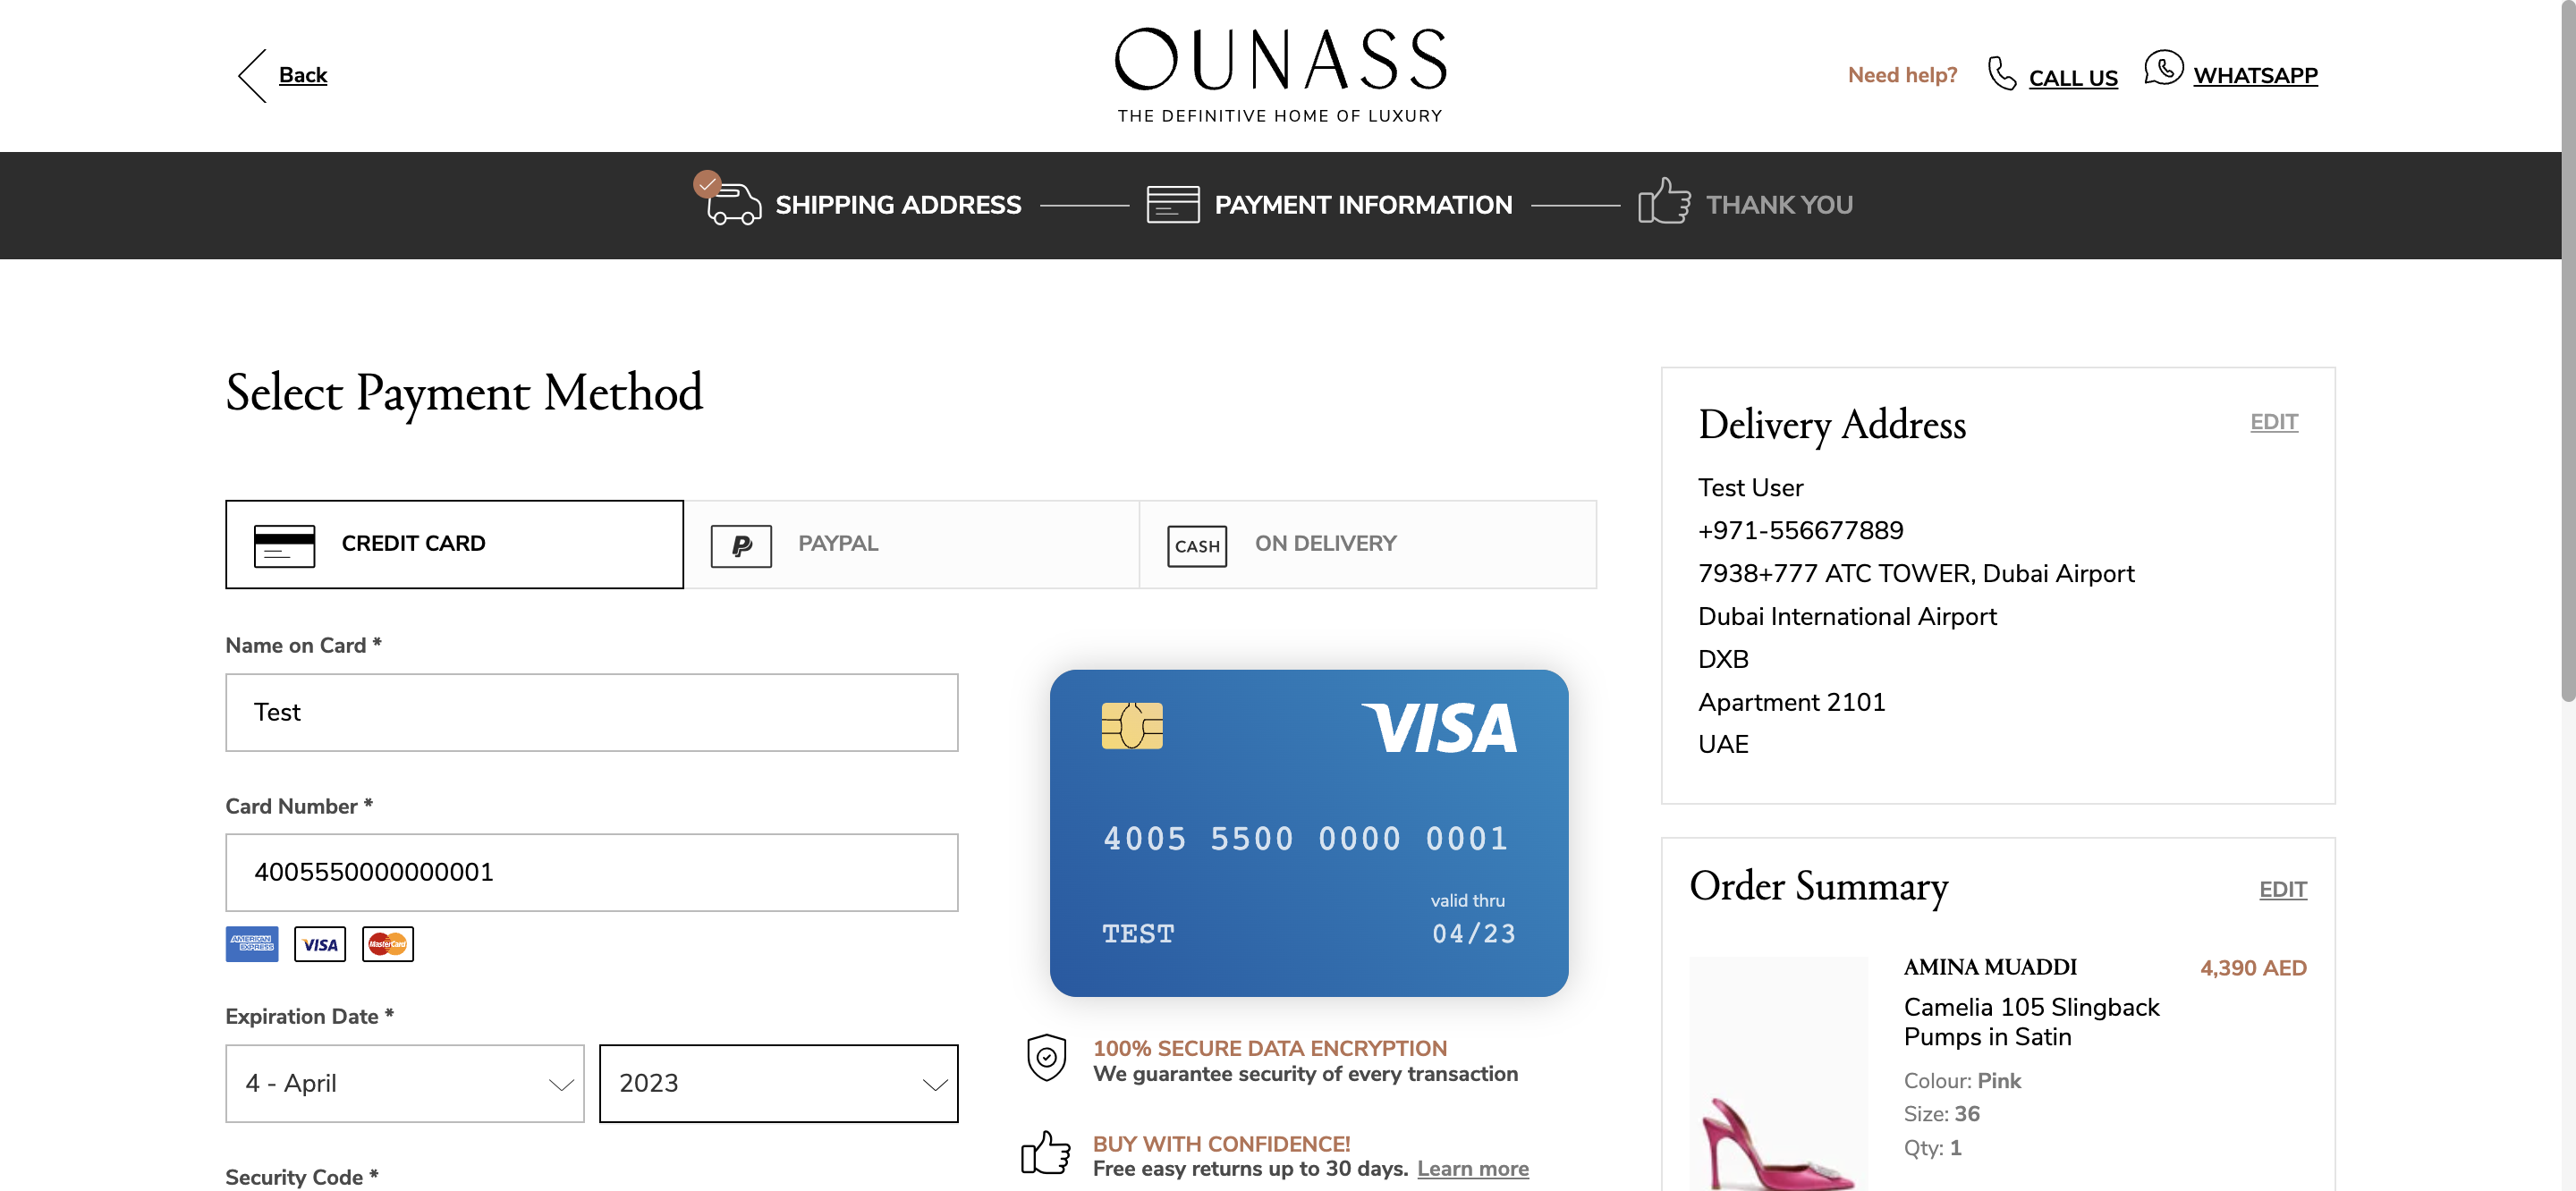 Back
OUNASS
THE DEFINITIVE HOME OF LUXURY
Need help?
CALL US
WHATSAPP
SHIPPING ADDRESS
PAYMENT INFORMATION
THANK YOU
Select Payment Method
CREDIT CARD
PAYPAL
CASH
ON DELIVERY
Name on Card *
Test
Card Number *
4005550000000001
AMERICAN EXPRESS
VISA
MasterCard
Expiration Date *
4 - April
2023
Security Code *
VISA
4005 5500 0000 0001
valid thru
TEST
04/23
100% SECURE DATA ENCRYPTION
We guarantee security of every transaction
BUY WITH CONFIDENCE!
Free easy returns up to 30 days. Learn more
Delivery Address
EDIT
Test User
+971-556677889
7938+777 ATC TOWER, Dubai Airport
Dubai International Airport
DXB
Apartment 2101
UAE
Order Summary
EDIT
AMINA MUADDI
4,390 AED
Camelia 105 Slingback
Pumps in Satin
Colour: Pink
Size: 36
Qty: 1